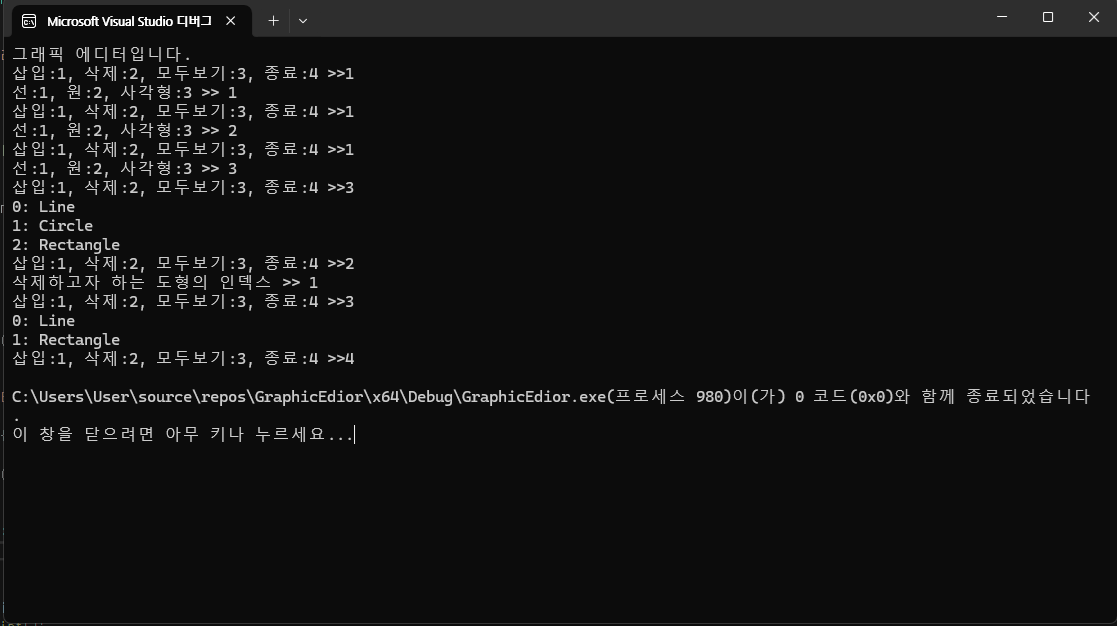 Microsoft Visual Studio 디버그
그래픽 에디터입니다.
삽입:1, 삭제:2, 모두보기:3, 종료:4 >>1
선:1, 원:2, 사각형:3 >> 1
삽입:1, 삭제:2, 모두보기:3, 종료:4 >>1
선:1, 원:2, 사각형:3 >> 2
삽입:1, 삭제:2, 모두보기:3, 종료:4 >>1
선:1, 원:2, 사각형:3 >> 3
삽입:1, 삭제:2, 모두보기:3, 종료:4 >>3
0: Line
1: Circle
2: Rectangle
삽입:1, 삭제:2, 모두보기:3, 종료:4 >>2
삭제하고자 하는 도형의 인덱스 >> 1
삽입:1, 삭제:2, 모두보기:3, 종료:4 >>3
0: Line
1: Rectangle
삽입:1, 삭제:2, 모두보기:3, 종료:4 >>4
C:\Users\User\source\repos\GraphicEdior\x64\Debug\GraphicEdior.exe(프로세스 980)이(가) 0 코드(0x0)와 함께 종료되었습니다
.
이 창을 닫으려면 아무 키나 누르세요...